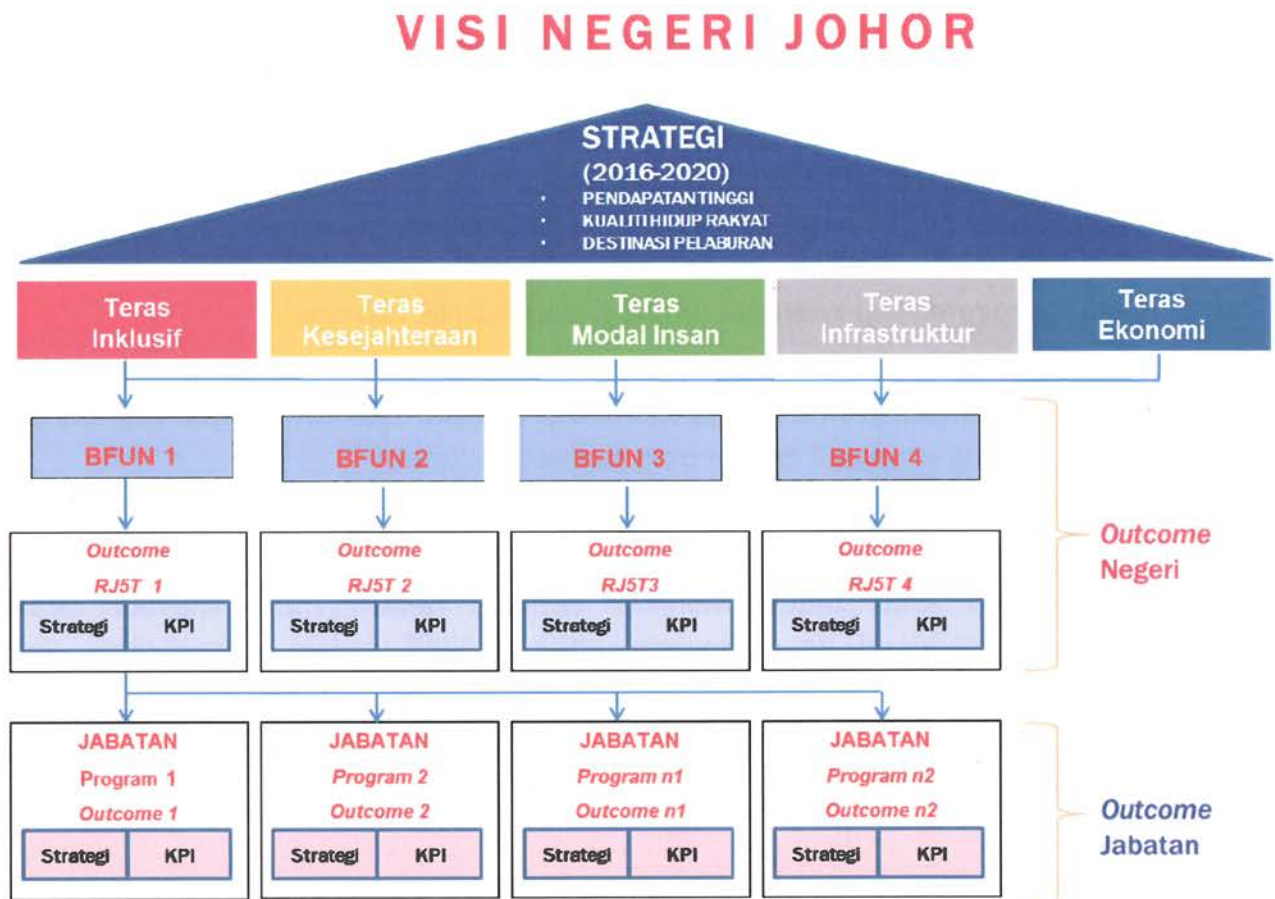 VISI NEGERI JOHOR
STRATEGI
(2016-2020)
• PENDAPATAN TINGGI
• KUALITI HIDUP RAKYAT
• DESTINASI PELABURAN
Teras
Inklusif
Teras
Kesejahteraan
Teras
Modal Insan
Teras
Infrastruktur
Teras
Ekonomi
BFUN 1
BFUN 2
BFUN 3
BFUN 4
Outcome
RJ5T 1
Strategi KPI
Outcome
RJ5T 2
Strategi KPI
Outcome
RJ5T3
Strategi KPI
Outcome
RJ5T 4
Strategi KPI
Outcome
Negeri
JABATAN
Program 1
Outcome 1
Strategi KPI
JABATAN
Program 2
Outcome 2
Strategi KPI
JABATAN
Program n1
Outcome n1
Strategi KPI
JABATAN
Program n2
Outcome n2
Strategi KPI
Outcome
Jabatan